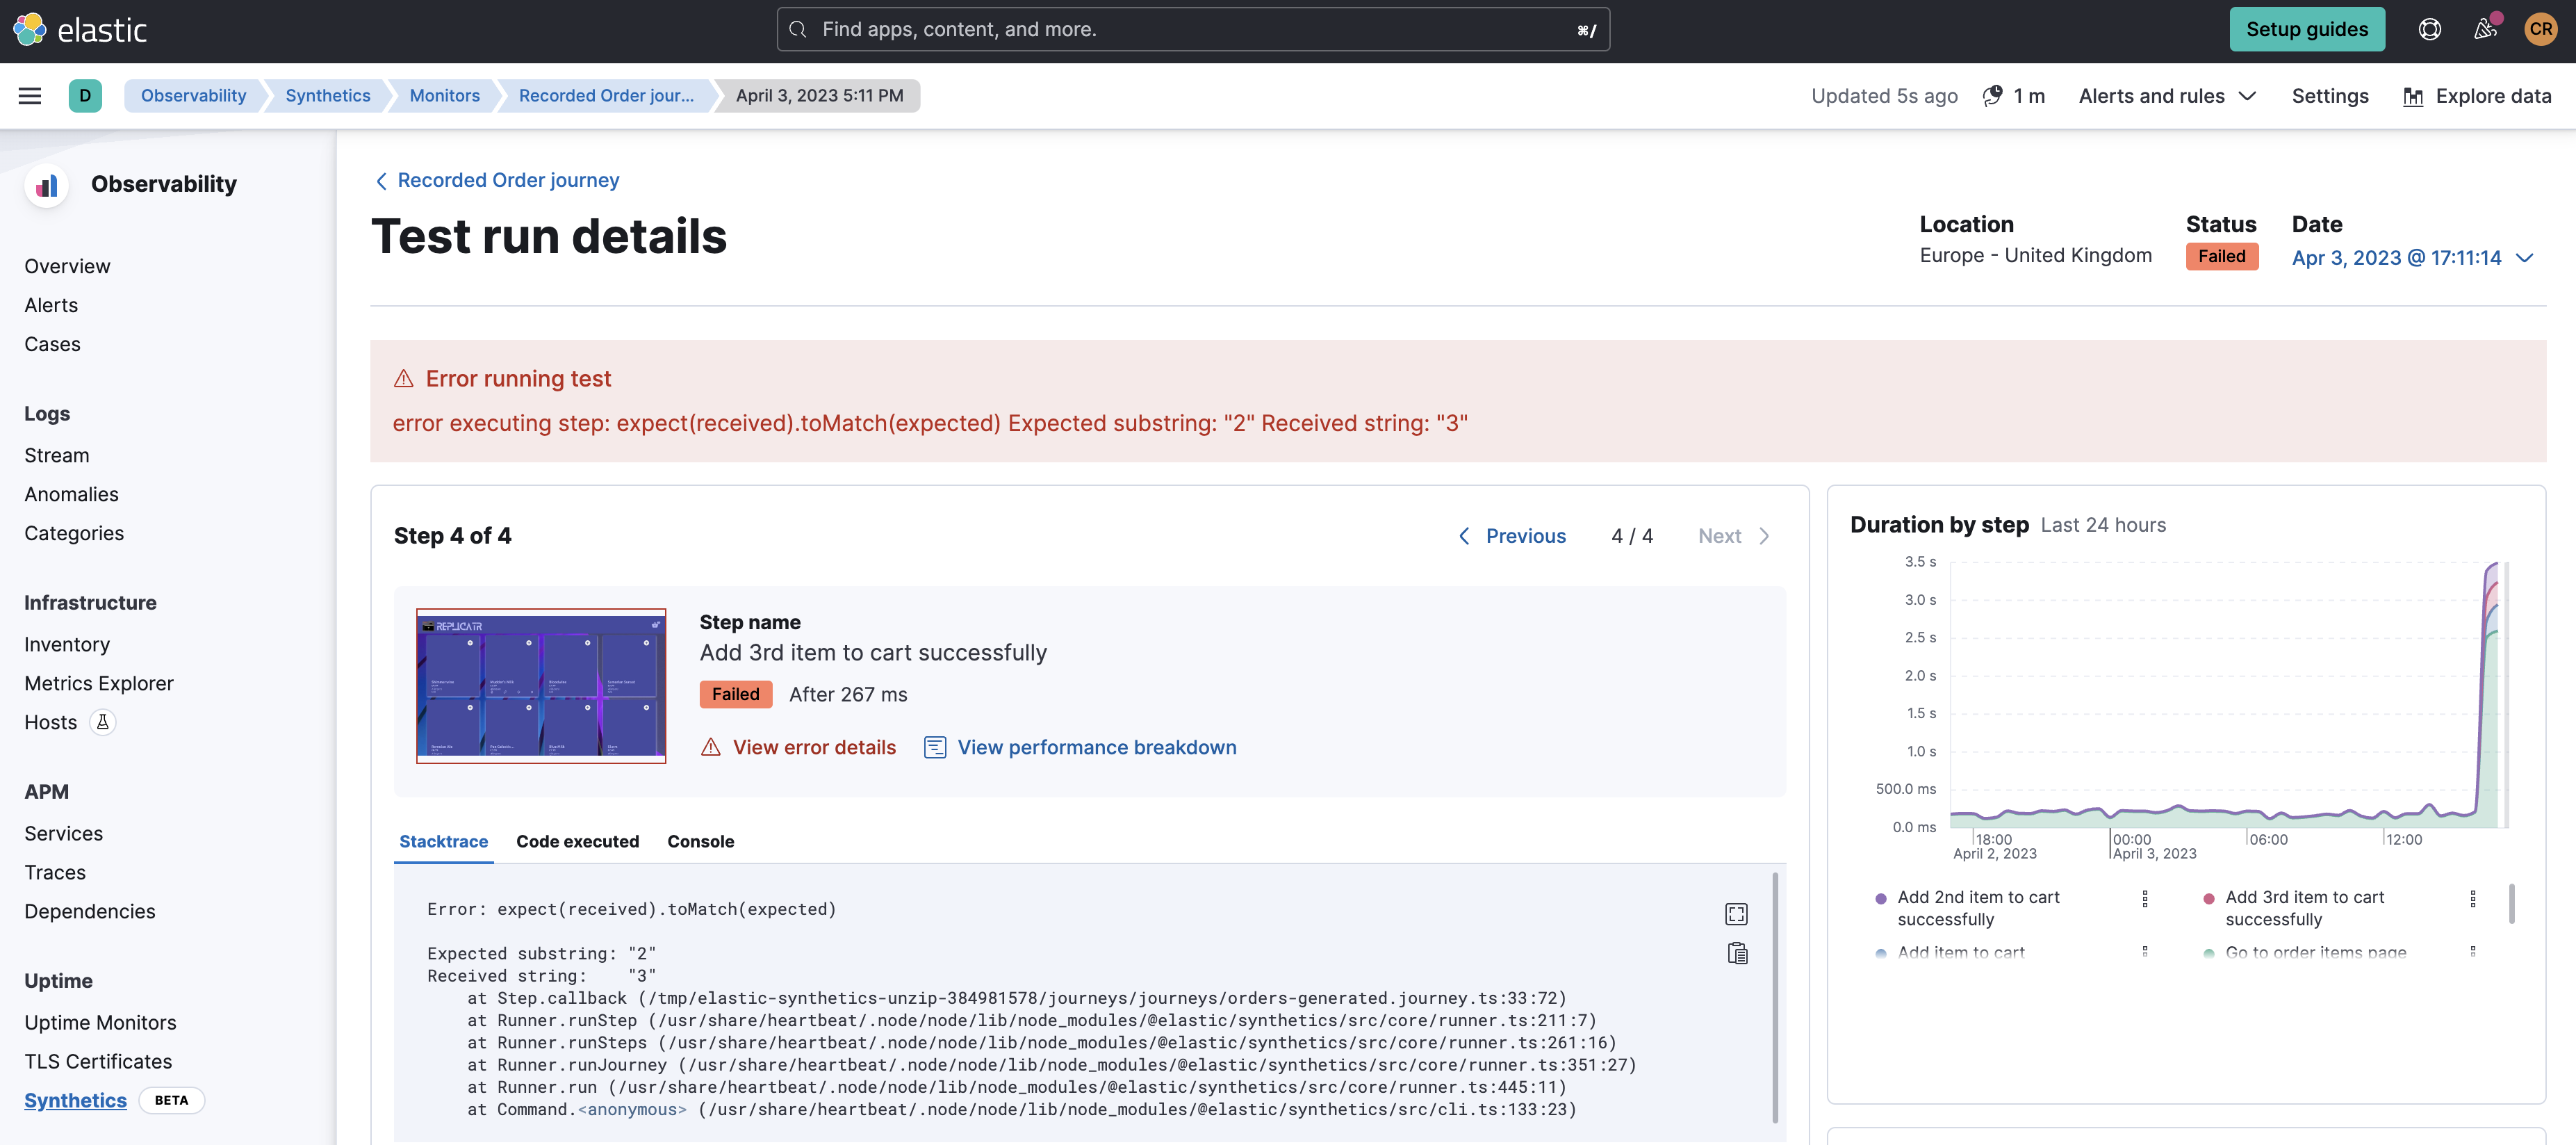 elastic
Find apps, content, and more.
⌘/
Setup guides
CR
D
Observability
Synthetics
Monitors
Recorded Order jour...
April 3, 2023 5:11 PM
Updated 5s ago
1 m
Alerts and rules
Settings
Explore data
Observability
Overview
Alerts
Cases
Logs
Stream
Anomalies
Categories
Infrastructure
Inventory
Metrics Explorer
Hosts
APM
Services
Traces
Dependencies
Uptime
Uptime Monitors
TLS Certificates
Synthetics
BETA
Recorded Order journey
Test run details
Location
Europe - United Kingdom
Status
Failed
Date
Apr 3, 2023 @ 17:11:14
Error running test
error executing step: expect(received).toMatch(expected) Expected substring: "2" Received string: "3"
Step 4 of 4
Previous
4 / 4
Next
REPLICATR
Step name
Add 3rd item to cart successfully
Failed
After 267 ms
View error details
View performance breakdown
Stacktrace
Code executed
Console
Error: expect(received).toMatch(expected)
Expected substring: "2"
Received string:    "3"
    at Step.callback (/tmp/elastic-synthetics-unzip-384981578/journeys/journeys/orders-generated.journey.ts:33:72)
    at Runner.runStep (/usr/share/heartbeat/.node/node/lib/node_modules/@elastic/synthetics/src/core/runner.ts:211:7)
    at Runner.runSteps (/usr/share/heartbeat/.node/node/lib/node_modules/@elastic/synthetics/src/core/runner.ts:261:16)
    at Runner.runJourney (/usr/share/heartbeat/.node/node/lib/node_modules/@elastic/synthetics/src/core/runner.ts:351:27)
    at Runner.run (/usr/share/heartbeat/.node/node/lib/node_modules/@elastic/synthetics/src/core/runner.ts:445:11)
    at Command.<anonymous> (/usr/share/heartbeat/.node/node/lib/node_modules/@elastic/synthetics/src/cli.ts:133:23)
Duration by step
Last 24 hours
3.5 s
3.0 s
2.5 s
2.0 s
1.5 s
1.0 s
500.0 ms
0.0 ms
18:00
April 2, 2023
00:00
April 3, 2023
06:00
12:00
Add 2nd item to cart
successfully
Add 3rd item to cart
successfully
Add item to cart
Go to order items page